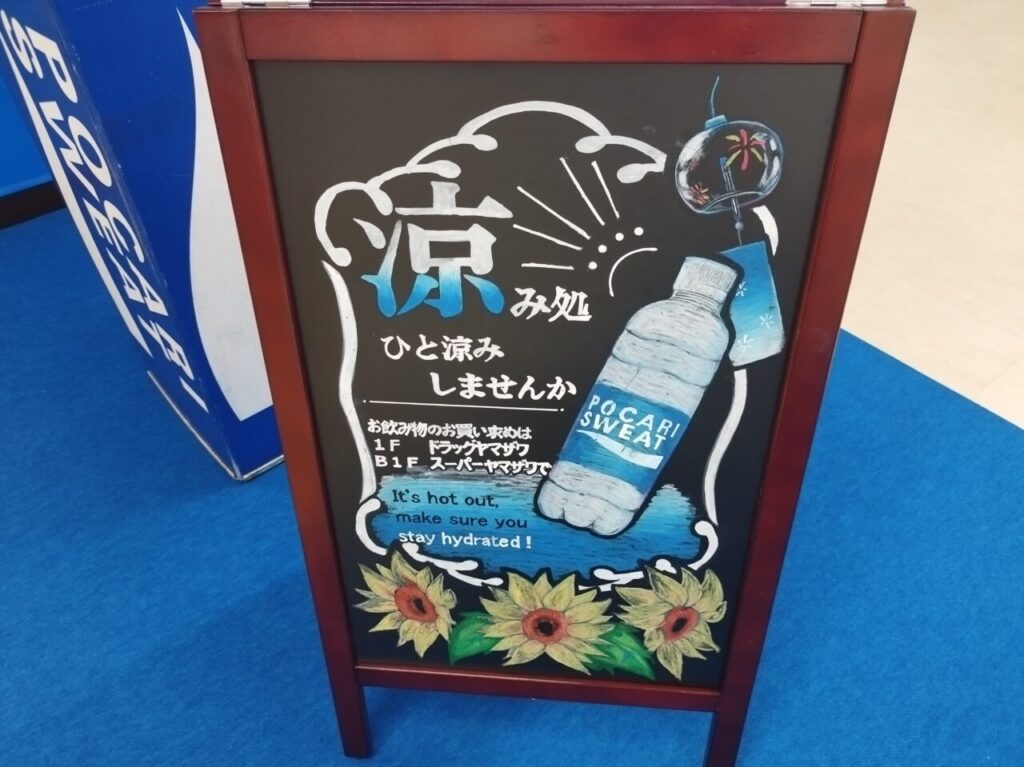 POCARI
SWEAT
涼み処
ひと涼み
しませんか
お飲み物のお買い求めは
1F ドラッグヤマザワ
B1F スーパーヤマザワで
POCARI
SWEAT
It's hot out,
make sure you
stay hydrated!